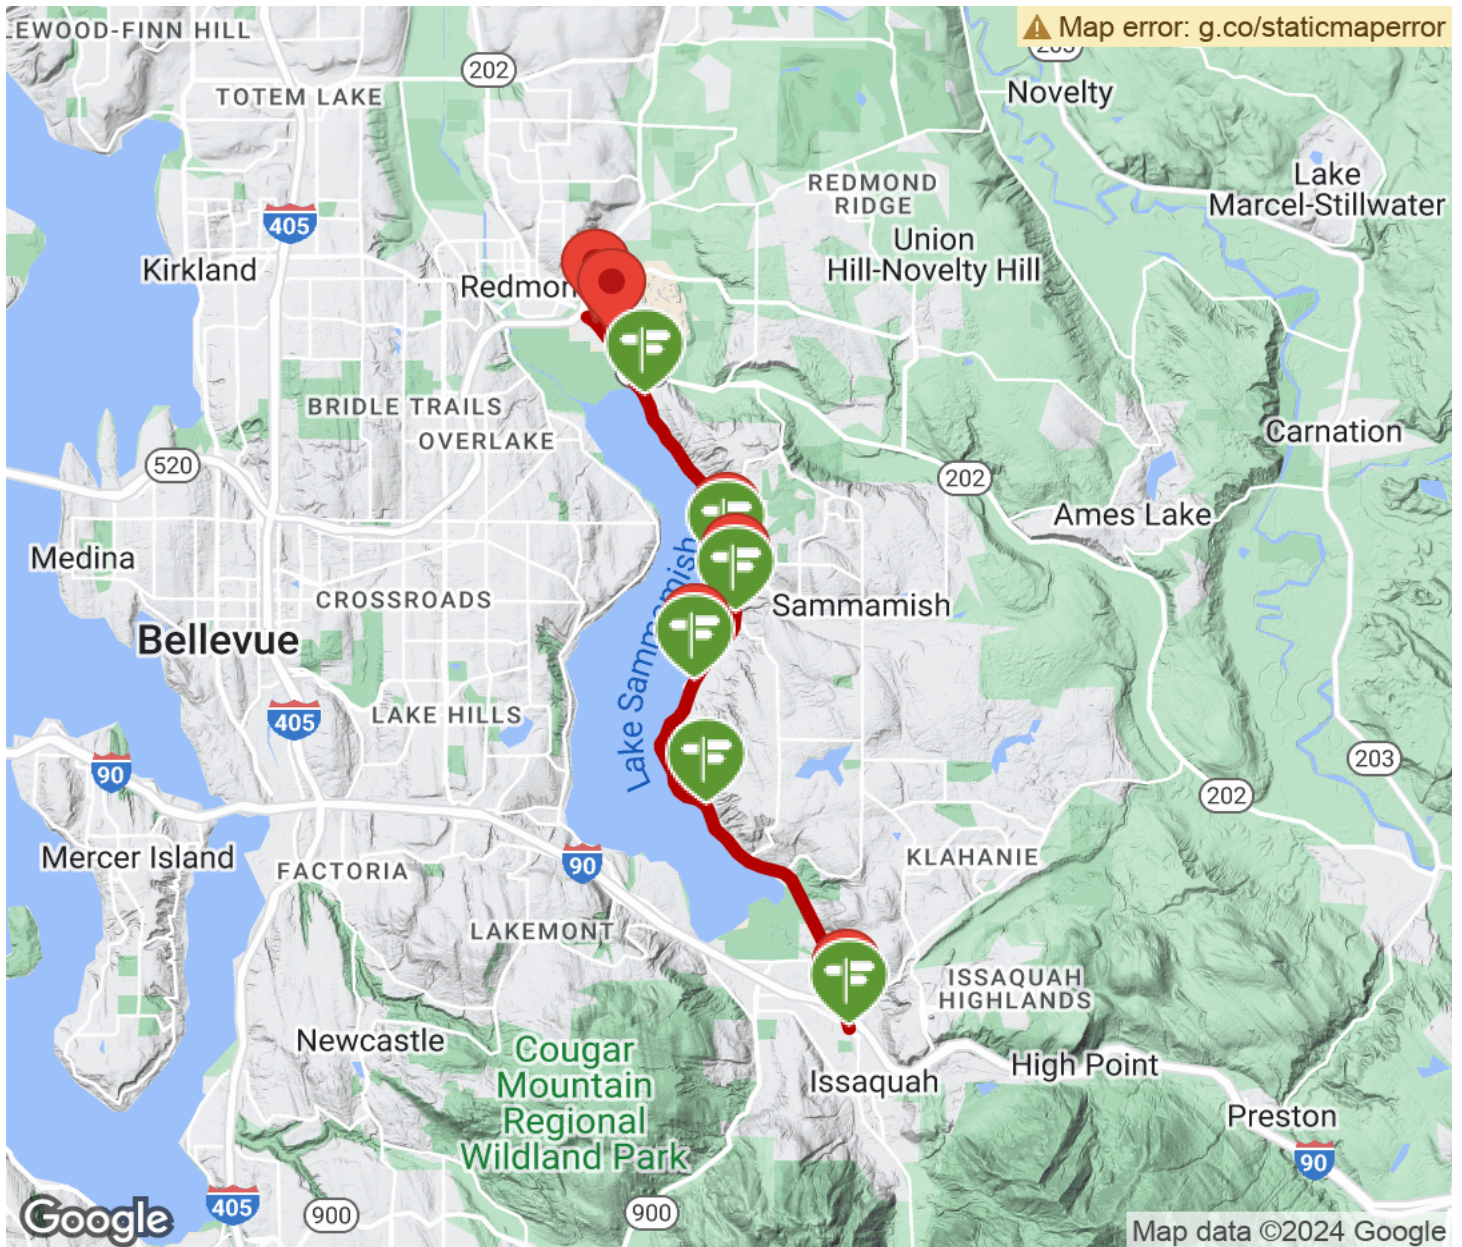 EWOOD-FINN HILL
Map error: g.co/staticmaperror
202
203
TOTEM LAKE
Novelty
REDMOND
RIDGE
Lake
Marcel-Stillwater
405
Kirkland
Redmon
Union
Hill-Novelty Hill
BRIDLE TRAILS
OVERLAKE
Carnation
520
202
Ames Lake
Medina
CROSSROADS
Sammamish
Bellevue
Lake Sammamish
405
LAKE HILLS
90
203
202
Mercer Island
FACTORIA
90
KLAHANIE
LAKEMONT
ISSAQUAH
HIGHLANDS
Newcastle
Cougar
Mountain
Regional
Wildland Park
High Point
Issaquah
Preston
90
405
900
900
Google
Map data ©2024 Google